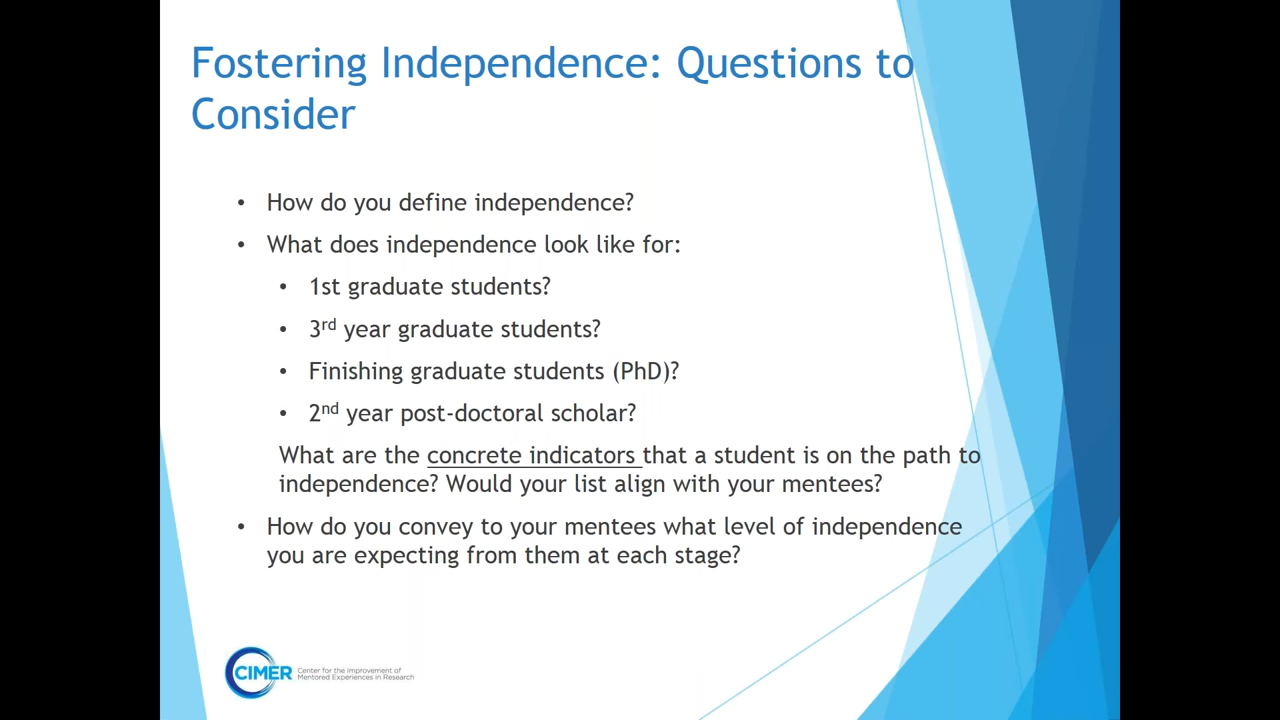 Fostering Independence: Questions to
Consider
• How do you define independence?
• What does independence look like for:
• 1st graduate students?
• 3rd year graduate students?
• Finishing graduate students (PhD)?
• 2nd year post-doctoral scholar?
What are the concrete indicators that a student is on the path to
independence? Would your list align with your mentees?
• How do you convey to your mentees what level of independence
you are expecting from them at each stage?
CIMER
Center for the Improvement of
Mentored Experiences in Research